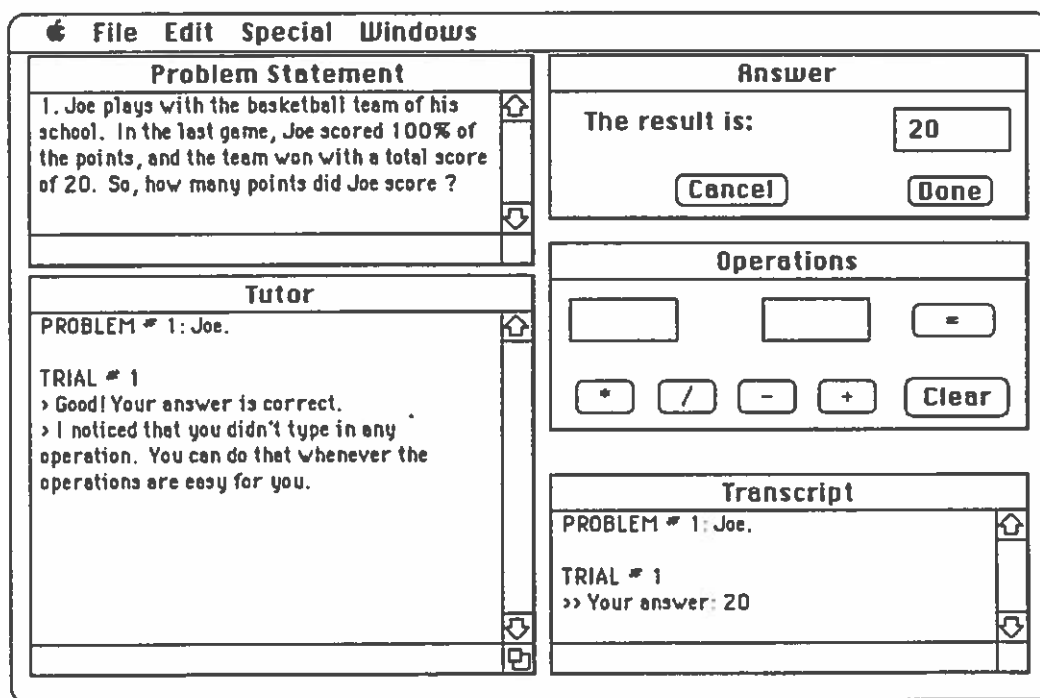 File Edit Special Windows
Problem Statement
1. Joe plays with the basketball team of his
school. In the last game, Joe scored 100% of
the points, and the team won with a total score
of 20. So, how many points did Joe score ?
Answer
The result is:
20
Cancel
Done
Operations
=
* / - + Clear
Tutor
PROBLEM # 1: Joe.
TRIAL # 1
> Good! Your answer is correct.
> I noticed that you didn't type in any
operation. You can do that whenever the
operations are easy for you.
Transcript
PROBLEM # 1: Joe.
TRIAL # 1
>> Your answer: 20